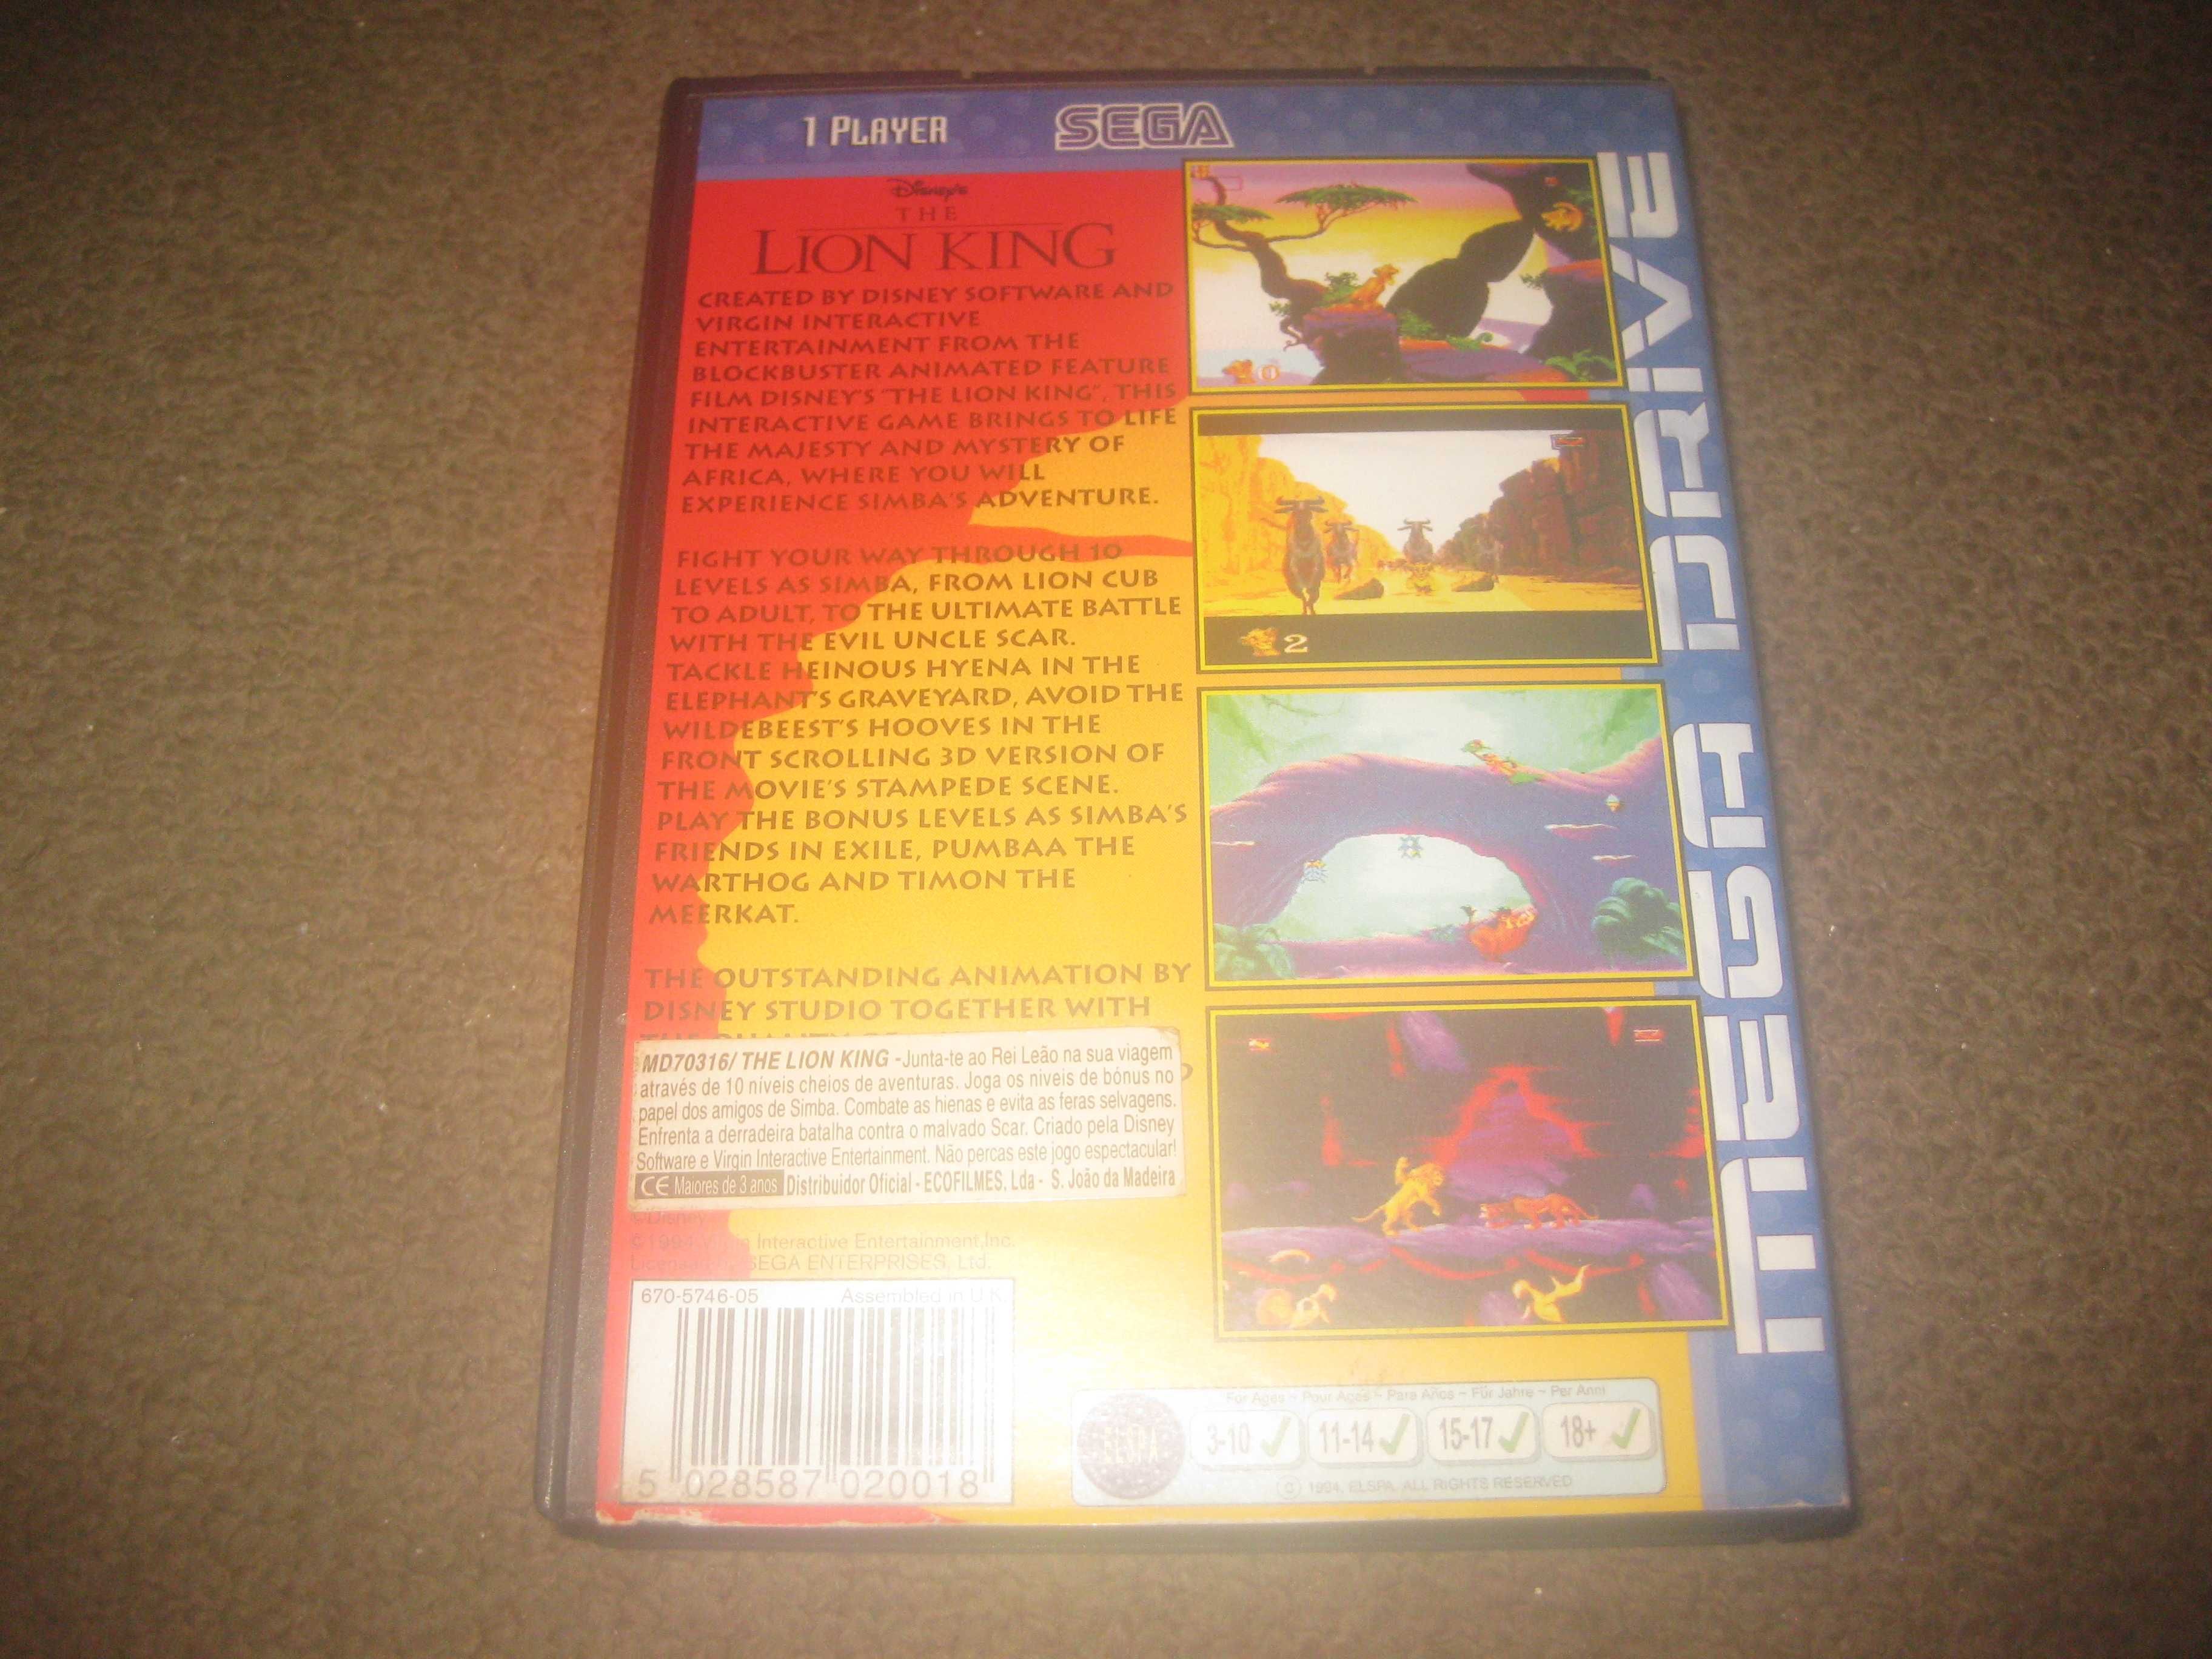 1 PLAYER
SEGA
Disney's
THE
LION KING
CREATED BY DISNEY SOFTWARE AND
VIRGIN INTERACTIVE
ENTERTAINMENT FROM THE
BLOCKBUSTER ANIMATED FEATURE
FILM DISNEY'S "THE LION KING", THIS
INTERACTIVE GAME BRINGS TO LIFE
THE MAJESTY AND MYSTERY OF
AFRICA, WHERE YOU WILL
EXPERIENCE SIMBA'S ADVENTURE.
FIGHT YOUR WAY THROUGH 10
LEVELS AS SIMBA, FROM LION CUB
TO ADULT, TO THE ULTIMATE BATTLE
WITH THE EVIL UNCLE SCAR.
TACKLE HEINOUS HYENA IN THE
ELEPHANT'S GRAVEYARD, AVOID THE
WILDEBEEST'S HOOVES IN THE
FRONT SCROLLING 3D VERSION OF
THE MOVIE'S STAMPEDE SCENE.
PLAY THE BONUS LEVELS AS SIMBA'S
FRIENDS IN EXILE, PUMBAA THE
WARTHOG AND TIMON THE
MEERKAT.
THE OUTSTANDING ANIMATION BY
DISNEY STUDIO TOGETHER WITH
MD70316/ THE LION KING -Junta-te ao Rei Leão na sua viagem
através de 10 níveis cheios de aventuras. Joga os níveis de bónus no
papel dos amigos de Simba. Combate as hienas e evita as feras selvagens.
Enfrenta a derradeira batalha contra o malvado Scar. Criado pela Disney
Software e Virgin Interactive Entertainment. Não percas este jogo espectacular!
CE Maiores de 3 anos Distribuidor Oficial - ECOFILMES, Lda - S. João da Madeira
© Disney
© 1994 Interactive Entertainment,Inc.
SEGA ENTERPRISES, Ltd.
670-5746-05 Assembled in U.K.
5 028587 020018
0
2
MEGA DRIVE
For Ages ~ Pour Ages ~ Para Años ~ Für Jahre ~ Per Anni
ELSPA
3-10 ✓ 11-14 ✓ 15-17 ✓ 18+ ✓
© 1994, ELSPA, ALL RIGHTS RESERVED